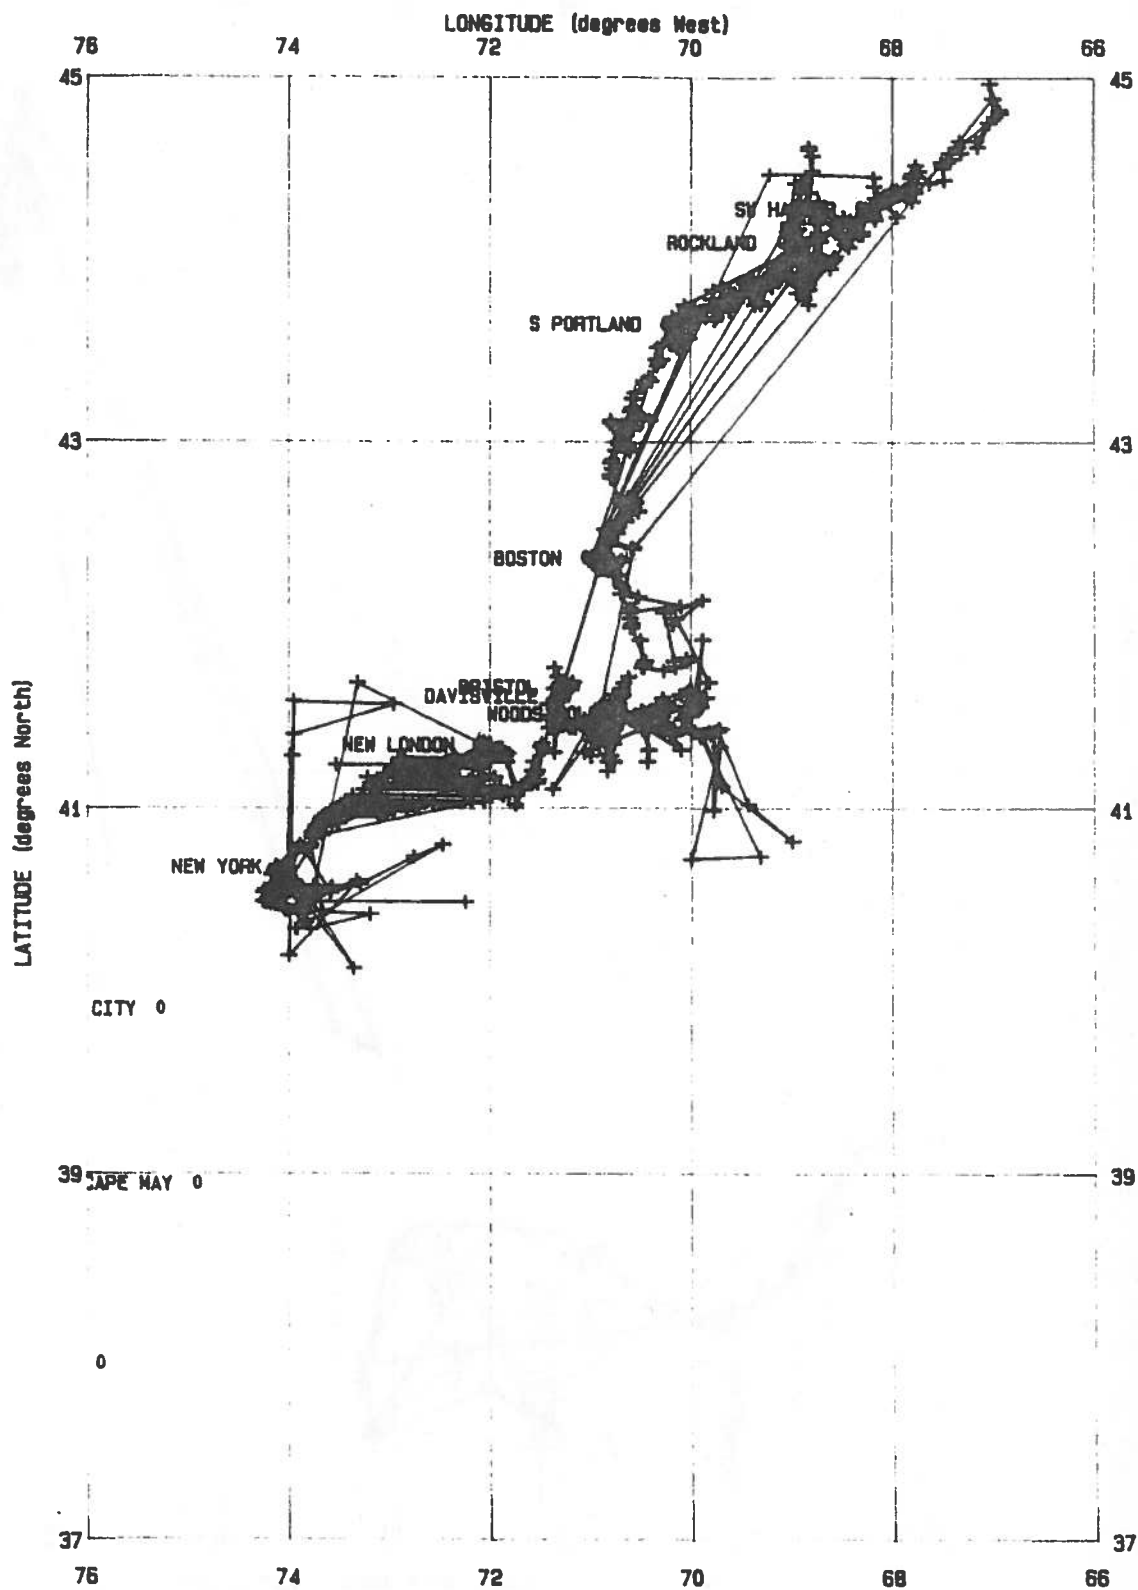 LONGITUDE (degrees West)
76 74 72 70 68 66
45 45
SW HA
ROCKLAND
S PORTLAND
43 43
BOSTON
BRISTOL
DAVISVILLE
WOODS
NEW LONDON
41 41
NEW YORK
LATITUDE (degrees North)
CITY 0
39 39
CAPE MAY 0
0
37 37
76 74 72 70 68 66